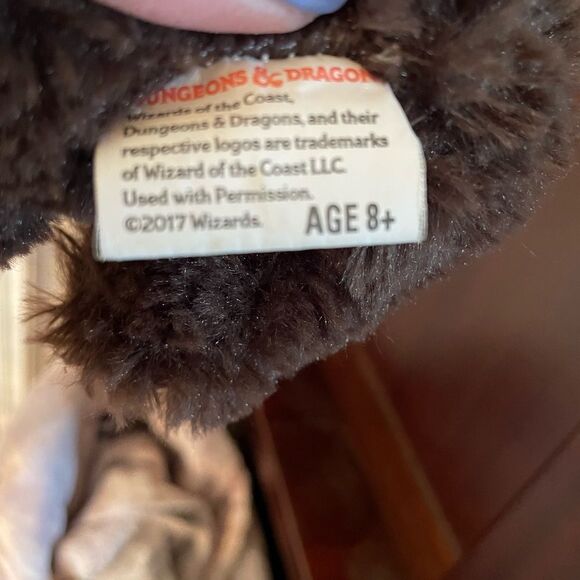 DUNGEONS & DRAGONS
Wizards of the Coast,
Dungeons & Dragons, and their
respective logos are trademarks
of Wizard of the Coast LLC.
Used with Permission.
©2017 Wizards. AGE 8+